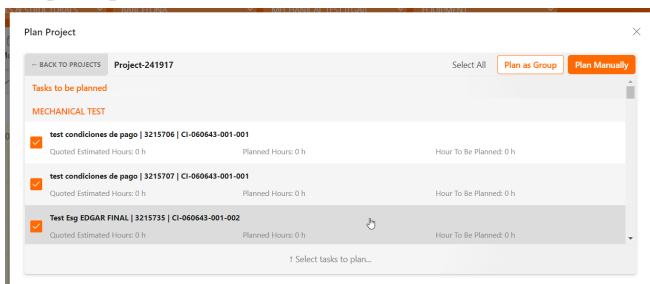 Plan Project
← BACK TO PROJECTS Project-241917 Select All Plan as Group Plan Manually
Tasks to be planned
MECHANICAL TEST
test condiciones de pago | 3215706 | CI-060643-001-001
Quoted Estimated Hours: 0 h Planned Hours: 0 h Hour To Be Planned: 0 h
test condiciones de pago | 3215707 | CI-060643-001-001
Quoted Estimated Hours: 0 h Planned Hours: 0 h Hour To Be Planned: 0 h
Test Esg EDGAR FINAL | 3215735 | CI-060643-001-002
Quoted Estimated Hours: 0 h Planned Hours: 0 h Hour To Be Planned: 0 h
↑ Select tasks to plan...